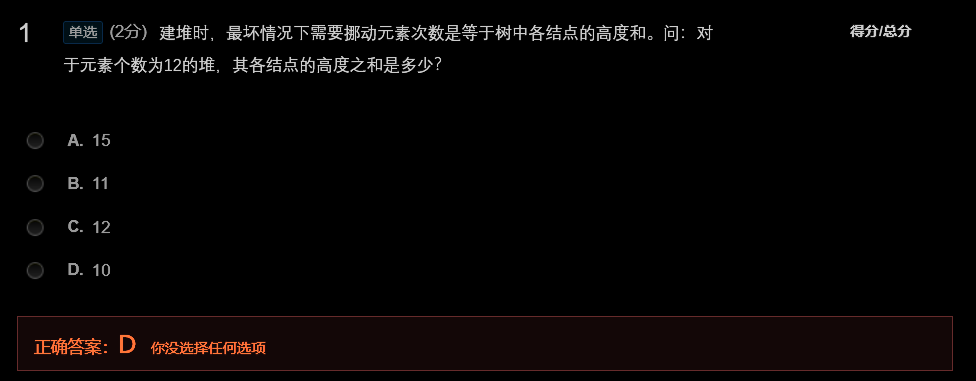 1 单选 (2分) 建堆时，最坏情况下需要挪动元素次数是等于树中各结点的高度和。问：对 得分/总分
于元素个数为12的堆，其各结点的高度之和是多少？
A. 15
B. 11
C. 12
D. 10
正确答案：D 你没选择任何选项